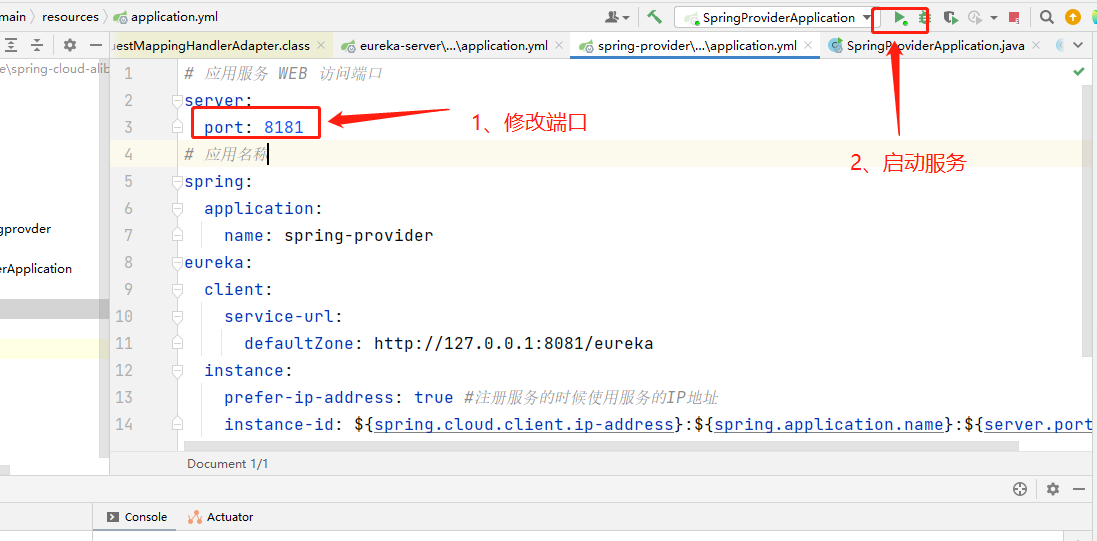 main
resources
application.yml
SpringProviderApplication
uestMappingHandlerAdapter.class
eureka-server\...\application.yml
spring-provider\...\application.yml
SpringProviderApplication.java
e\spring-cloud-alib
gprovder
erApplication
1 # 应用服务 WEB 访问端口
2 server:
3 port: 8181
4 # 应用名称
5 spring:
6 application:
7 name: spring-provider
8 eureka:
9 client:
10 service-url:
11 defaultZone: http://127.0.0.1:8081/eureka
12 instance:
13 prefer-ip-address: true #注册服务的时候使用服务的IP地址
14 instance-id: ${spring.cloud.client.ip-address}:${spring.application.name}:${server.port
1、修改端口
2、启动服务
Document 1/1
Console
Actuator